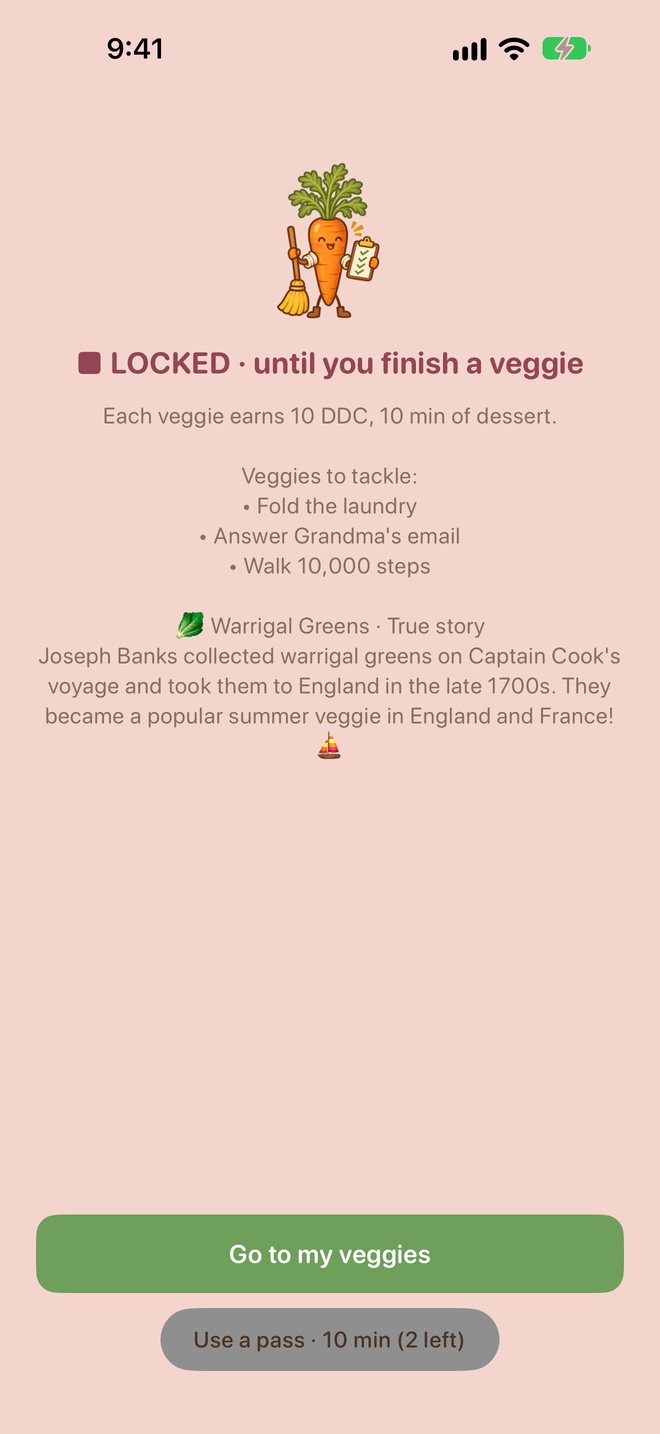 9:41
LOCKED · until you finish a veggie
Each veggie earns 10 DDC, 10 min of dessert.
Veggies to tackle:
• Fold the laundry
• Answer Grandma's email
• Walk 10,000 steps
🥬 Warrigal Greens · True story
Joseph Banks collected warrigal greens on Captain Cook's
voyage and took them to England in the late 1700s. They
became a popular summer veggie in England and France!
⛵
Go to my veggies
Use a pass · 10 min (2 left)